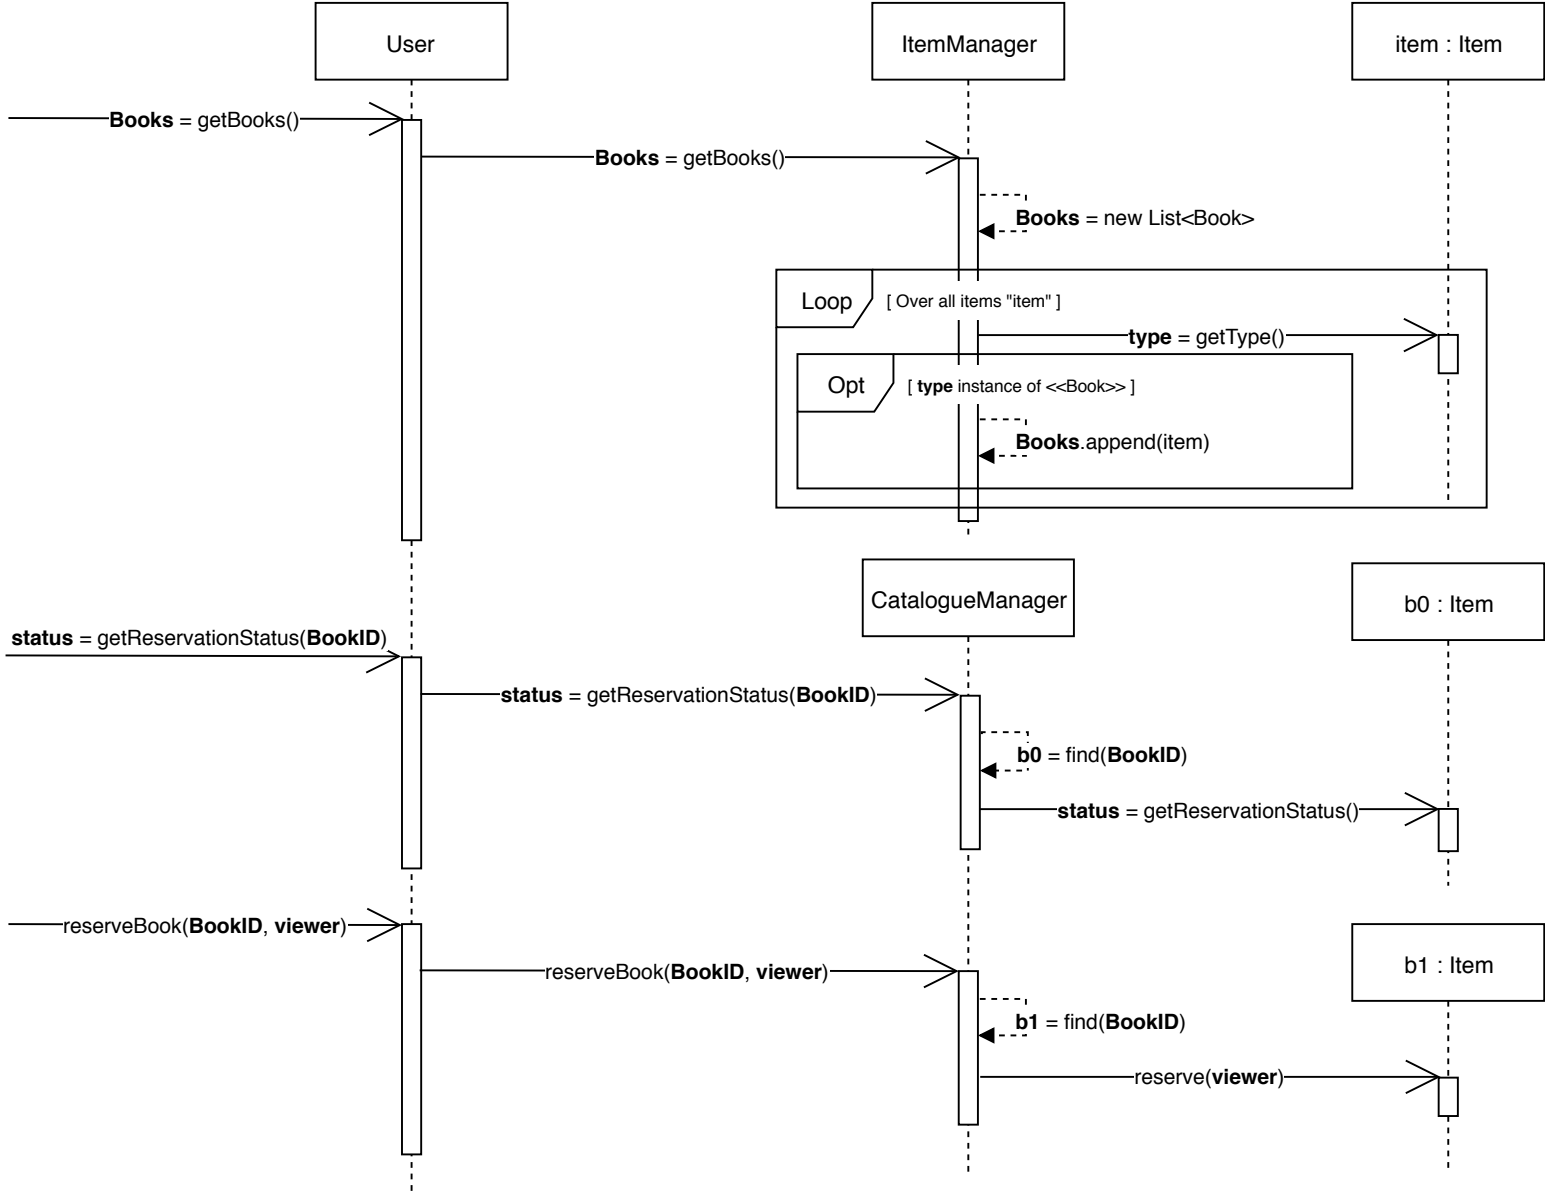 User
ItemManager
item : Item
Books = getBooks()
Books = getBooks()
Books = new List<Book>
Loop
[ Over all items "item" ]
type = getType()
Opt
[ type instance of <<Book>> ]
Books.append(item)
CatalogueManager
b0 : Item
status = getReservationStatus(BookID)
status = getReservationStatus(BookID)
b0 = find(BookID)
status = getReservationStatus()
reserveBook(BookID, viewer)
b1 : Item
reserveBook(BookID, viewer)
b1 = find(BookID)
reserve(viewer)